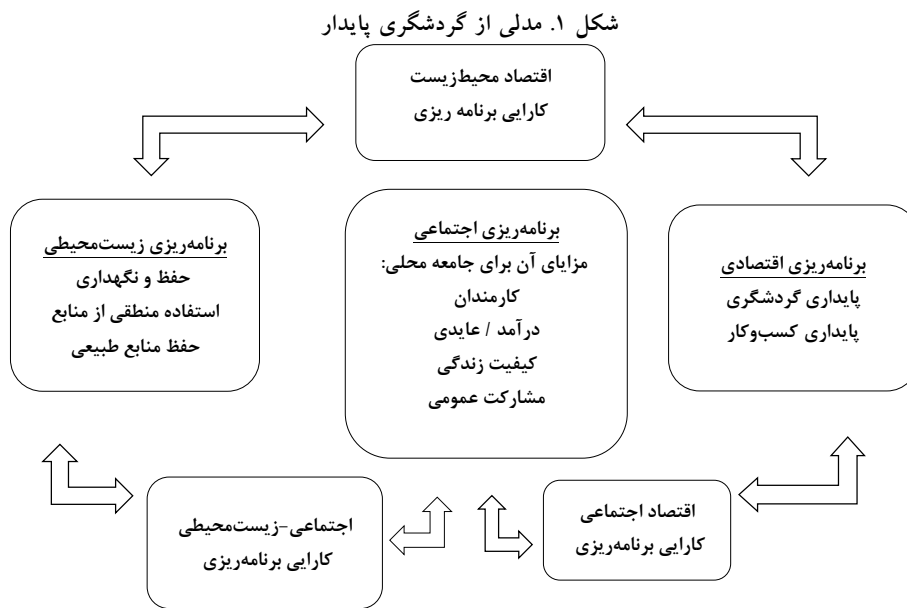 شکل ۱. مدلی از گردشگری پایدار
اقتصاد محیط‌زیست
کارایی برنامه ریزی
برنامه‌ریزی اقتصادی
پایداری گردشگری
پایداری کسب‌وکار
برنامه‌ریزی اجتماعی
مزایای آن برای جامعه محلی:
کارمندان
درآمد / عایدی
کیفیت زندگی
مشارکت عمومی
برنامه‌ریزی زیست‌محیطی
حفظ و نگهداری
استفاده منطقی از منابع
حفظ منابع طبیعی
اقتصاد اجتماعی
کارایی برنامه‌ریزی
اجتماعی-زیست‌محیطی
کارایی برنامه‌ریزی